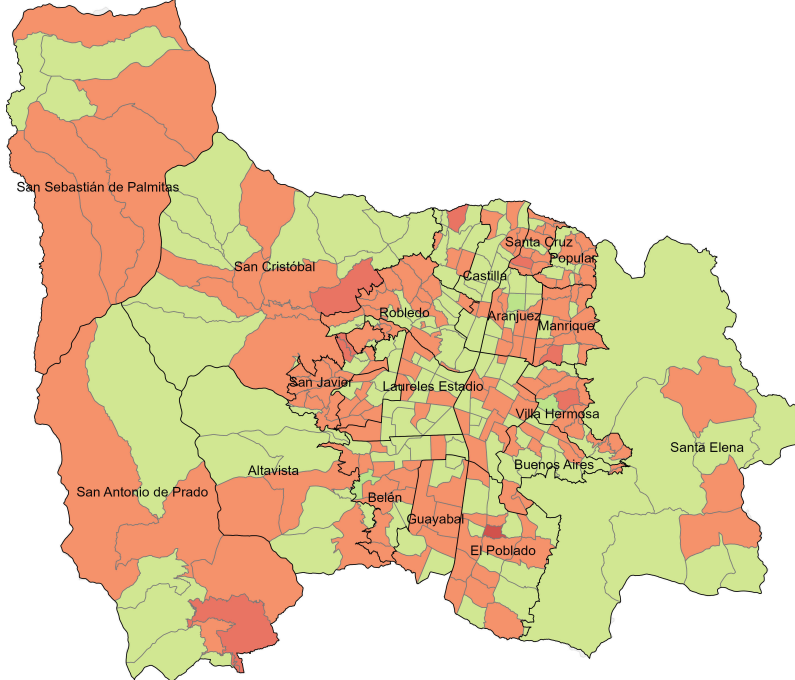 San Sebastián de Palmitas
Santa Cruz
Popular
San Cristóbal
Castilla
Robledo
Aranjuez
Manrique
San Javier
Laureles Estadio
Villa Hermosa
Santa Elena
Buenos Aires
Altavista
San Antonio de Prado
Belén
Guayabal
El Poblado